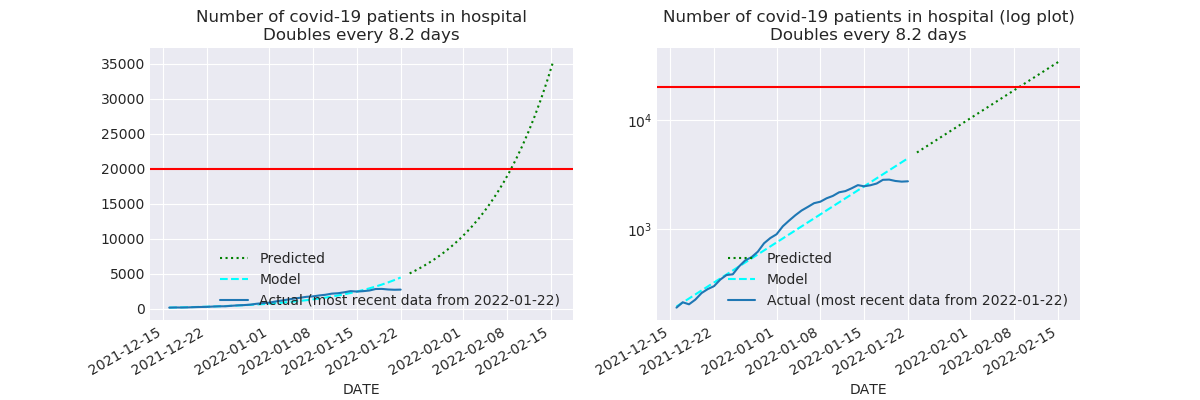 Number of covid-19 patients in hospital
Doubles every 8.2 days
35000
30000
25000
20000
15000
10000
5000
0
Predicted
Model
Actual (most recent data from 2022-01-22)
2021-12-15
2021-12-22
2022-01-01
2022-01-08
2022-01-15
2022-01-22
2022-02-01
2022-02-08
2022-02-15
DATE
Number of covid-19 patients in hospital (log plot)
Doubles every 8.2 days
10⁴
10³
Predicted
Model
Actual (most recent data from 2022-01-22)
2021-12-15
2021-12-22
2022-01-01
2022-01-08
2022-01-15
2022-01-22
2022-02-01
2022-02-08
2022-02-15
DATE